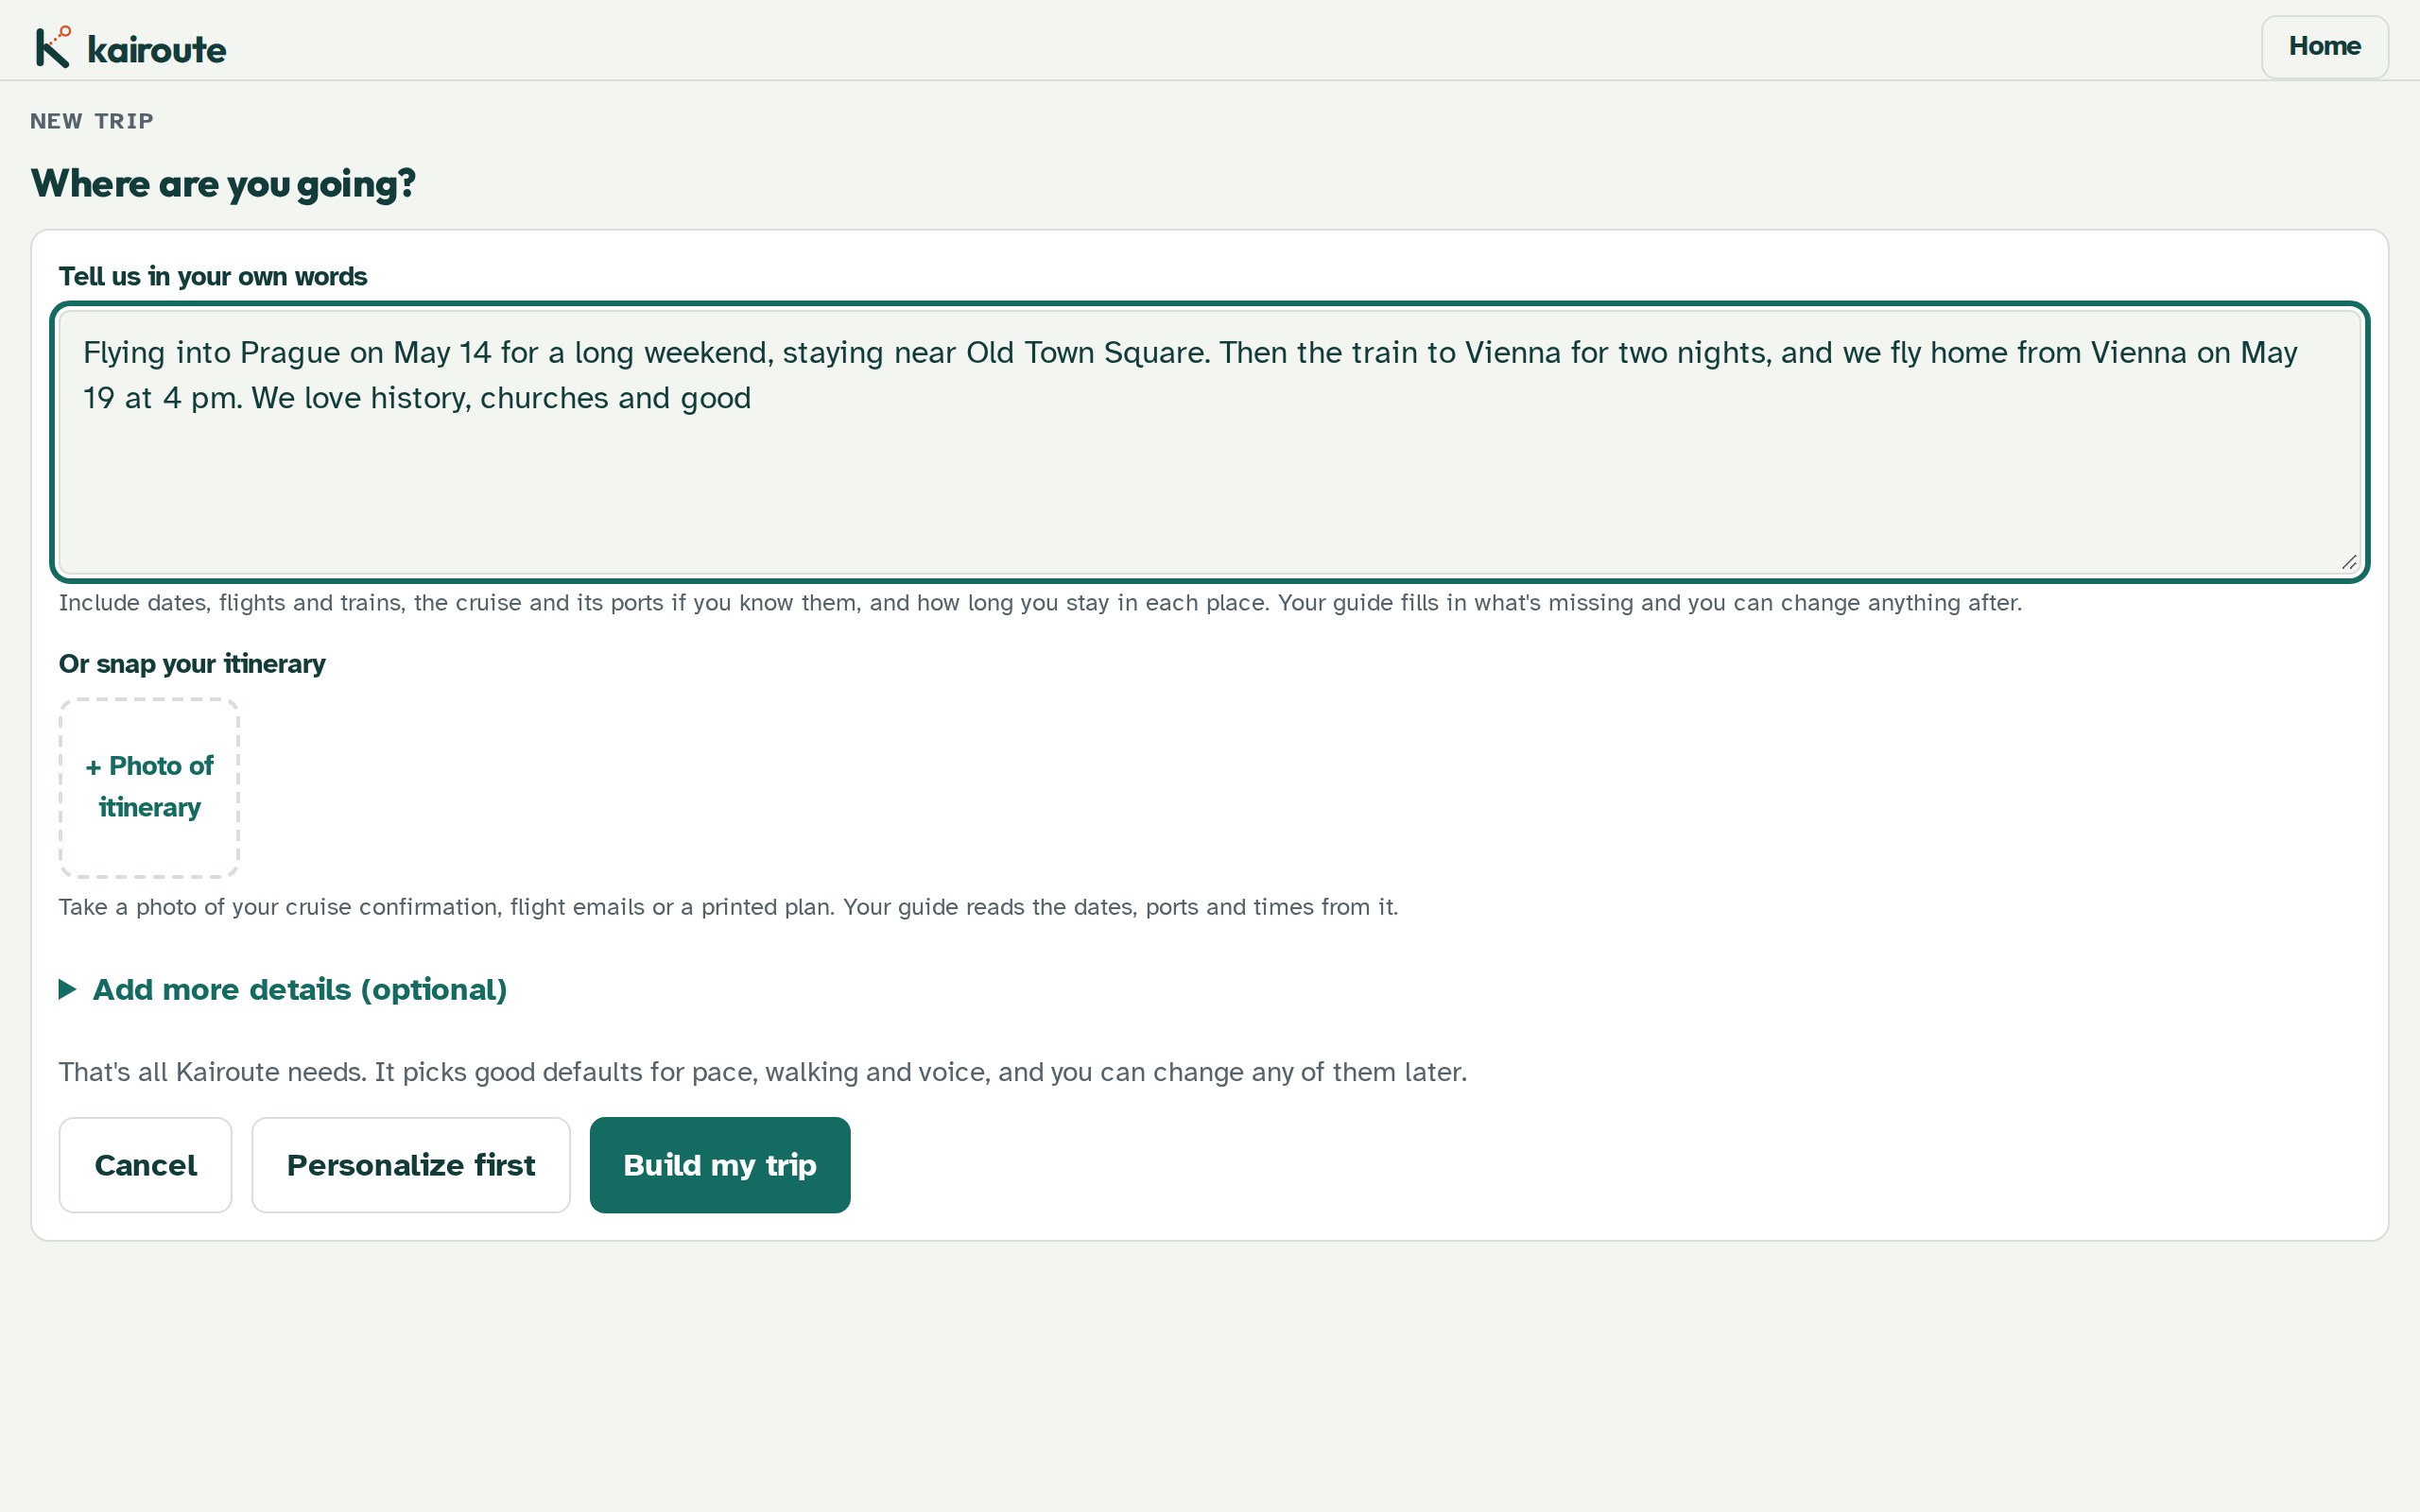 kairoute
Home
NEW TRIP
Where are you going?
Tell us in your own words
Flying into Prague on May 14 for a long weekend, staying near Old Town Square. Then the train to Vienna for two nights, and we fly home from Vienna on May
19 at 4 pm. We love history, churches and good
Include dates, flights and trains, the cruise and its ports if you know them, and how long you stay in each place. Your guide fills in what's missing and you can change anything after.
Or snap your itinerary
+ Photo of
itinerary
Take a photo of your cruise confirmation, flight emails or a printed plan. Your guide reads the dates, ports and times from it.
Add more details (optional)
That's all Kairoute needs. It picks good defaults for pace, walking and voice, and you can change any of them later.
Cancel
Personalize first
Build my trip